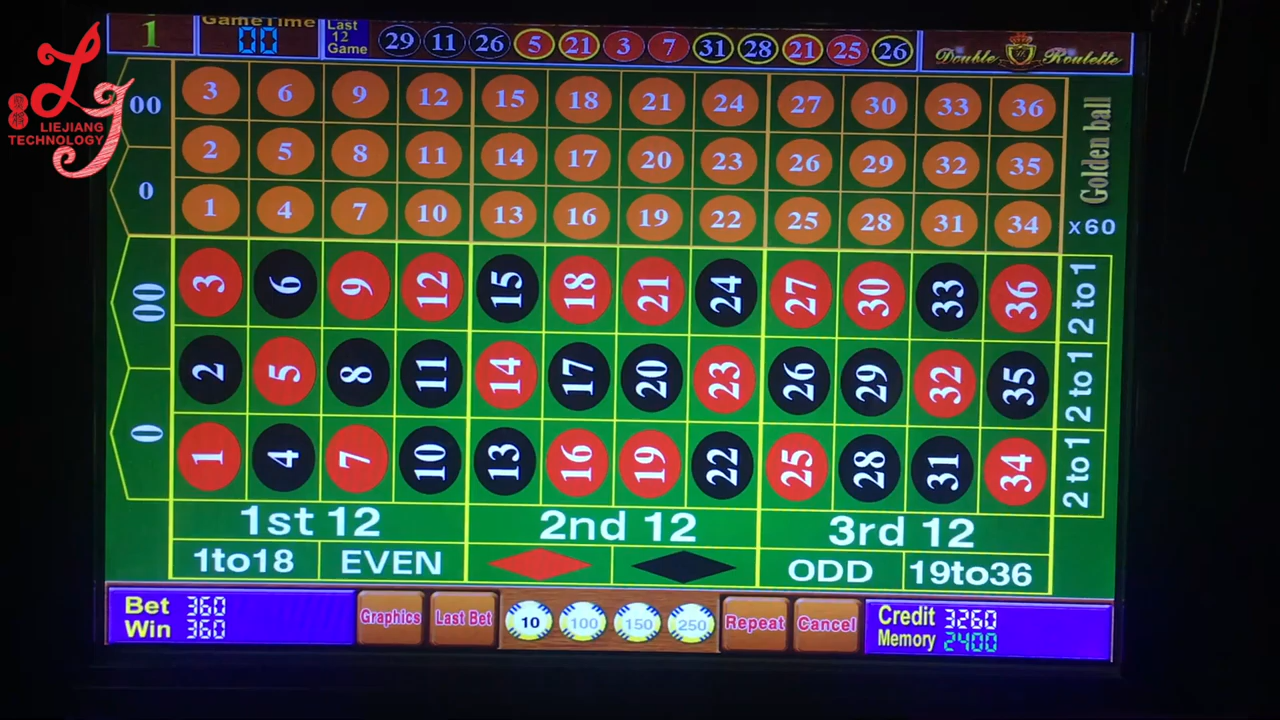 1
GameTime
00
Last
12
Game
29 11 26 5 21 3 7 31 28 21 25 26
Double Roulette
LIEJIANG
TECHNOLOGY
00 3 6 9 12 15 18 21 24 27 30 33 36
2 5 8 11 14 17 20 23 26 29 32 35
0 1 4 7 10 13 16 19 22 25 28 31 34
Golden ball
x60
00 3 6 9 12 15 18 21 24 27 30 33 36 2 to 1
2 5 8 11 14 17 20 23 26 29 32 35 2 to 1
0 1 4 7 10 13 16 19 22 25 28 31 34 2 to 1
1st 12 2nd 12 3rd 12
1to18 EVEN ODD 19to36
Bet 360
Win 360
Graphics Last Bet 10 100 150 250 Repeat Cancel
Credit 3260
Memory 2400